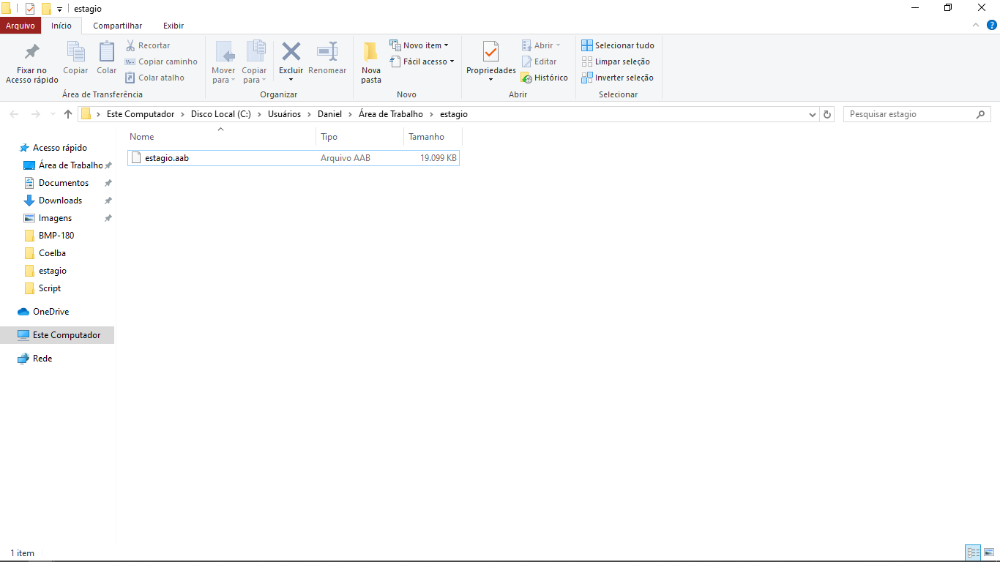 estagio
Arquivo Início Compartilhar Exibir
Fixar no
Acesso rápido
Copiar
Colar
Recortar
Copiar caminho
Colar atalho
Área de Transferência
Mover
para
Copiar
para
Excluir
Renomear
Organizar
Nova
pasta
Novo item
Fácil acesso
Novo
Propriedades
Abrir
Editar
Histórico
Abrir
Selecionar tudo
Limpar seleção
Inverter seleção
Selecionar
Este Computador > Disco Local (C:) > Usuários > Daniel > Área de Trabalho > estagio
Pesquisar estagio
Nome Tipo Tamanho
estagio.aab Arquivo AAB 19.099 KB
Acesso rápido
Área de Trabalho
Documentos
Downloads
Imagens
BMP-180
Coelba
estagio
Script
OneDrive
Este Computador
Rede
1 item